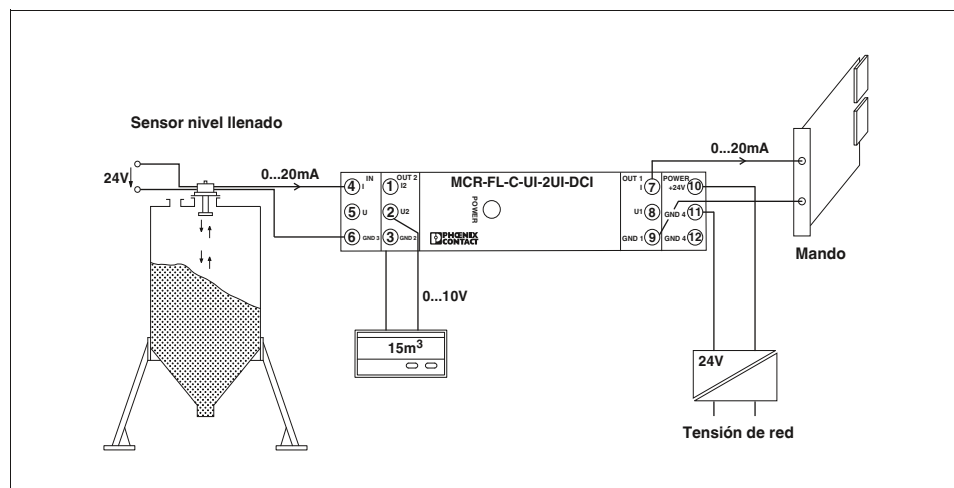 Sensor nivel llenado
24V
0...20mA
IN
4 I
5 U
6 GND 3
OUT 2
1 I2
2 U2
3 GND 2
MCR-FL-C-UI-2UI-DCI
POWER
PHŒNIX
CONTACT
OUT 1
7 I
U1 8
GND 1 9
POWER
+24V 10
GND 4 11
GND 4 12
0...20mA
Mando
0...10V
15m³
24V
Tensión de red